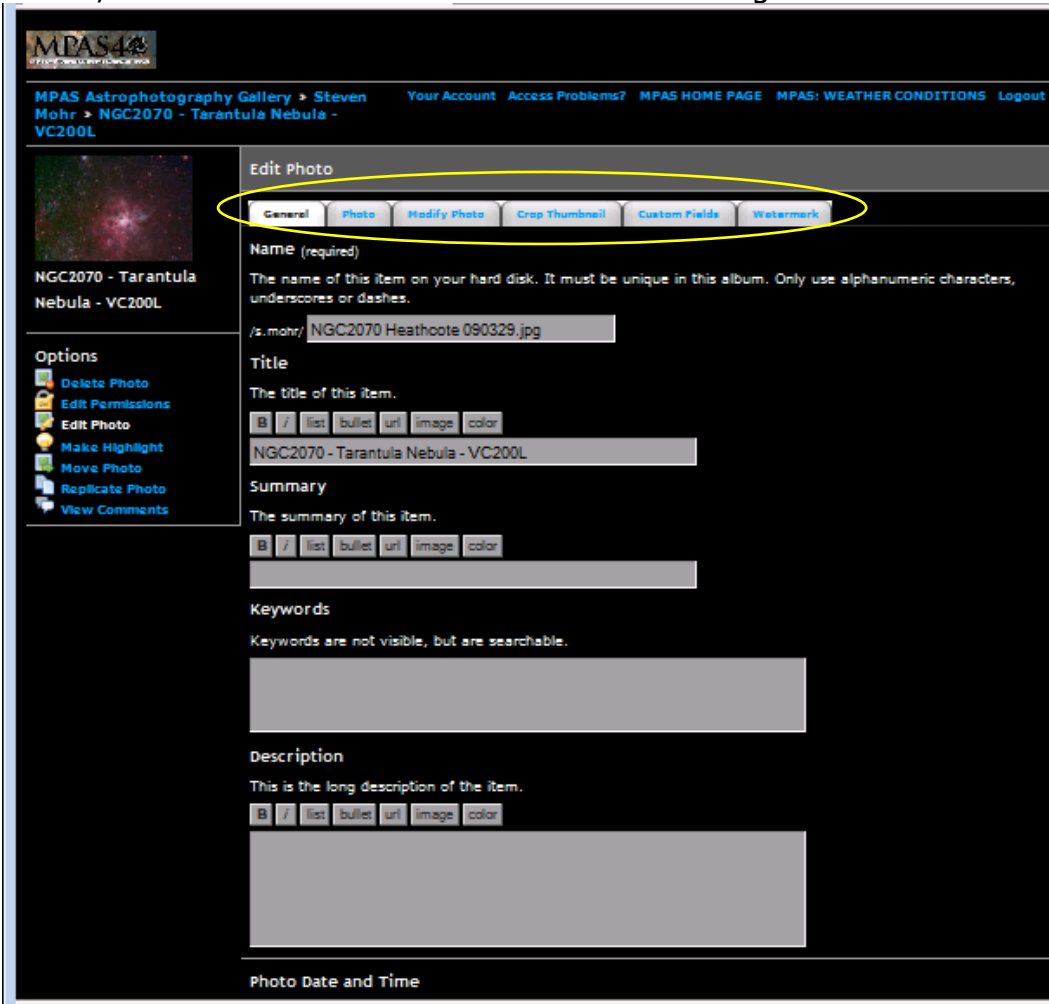 MPAS
MPAS Astrophotography Gallery » Steven
Mohr » NGC2070 - Tarantula Nebula -
VC200L
Your Account Access Problems? MPAS HOME PAGE MPAS: WEATHER CONDITIONS Logout
NGC2070 - Tarantula
Nebula - VC200L
Options
Delete Photo
Edit Permissions
Edit Photo
Make Highlight
Move Photo
Replicate Photo
View Comments
Edit Photo
General Photo Modify Photo Crop Thumbnail Custom Fields Watermark
Name (required)
The name of this item on your hard disk. It must be unique in this album. Only use alphanumeric characters,
underscores or dashes.
/s.mohr/ NGC2070 Heathcote 090329.jpg
Title
The title of this item.
B i list bullet url image color
NGC2070 - Tarantula Nebula - VC200L
Summary
The summary of this item.
B i list bullet url image color
Keywords
Keywords are not visible, but are searchable.
Description
This is the long description of the item.
B i list bullet url image color
Photo Date and Time